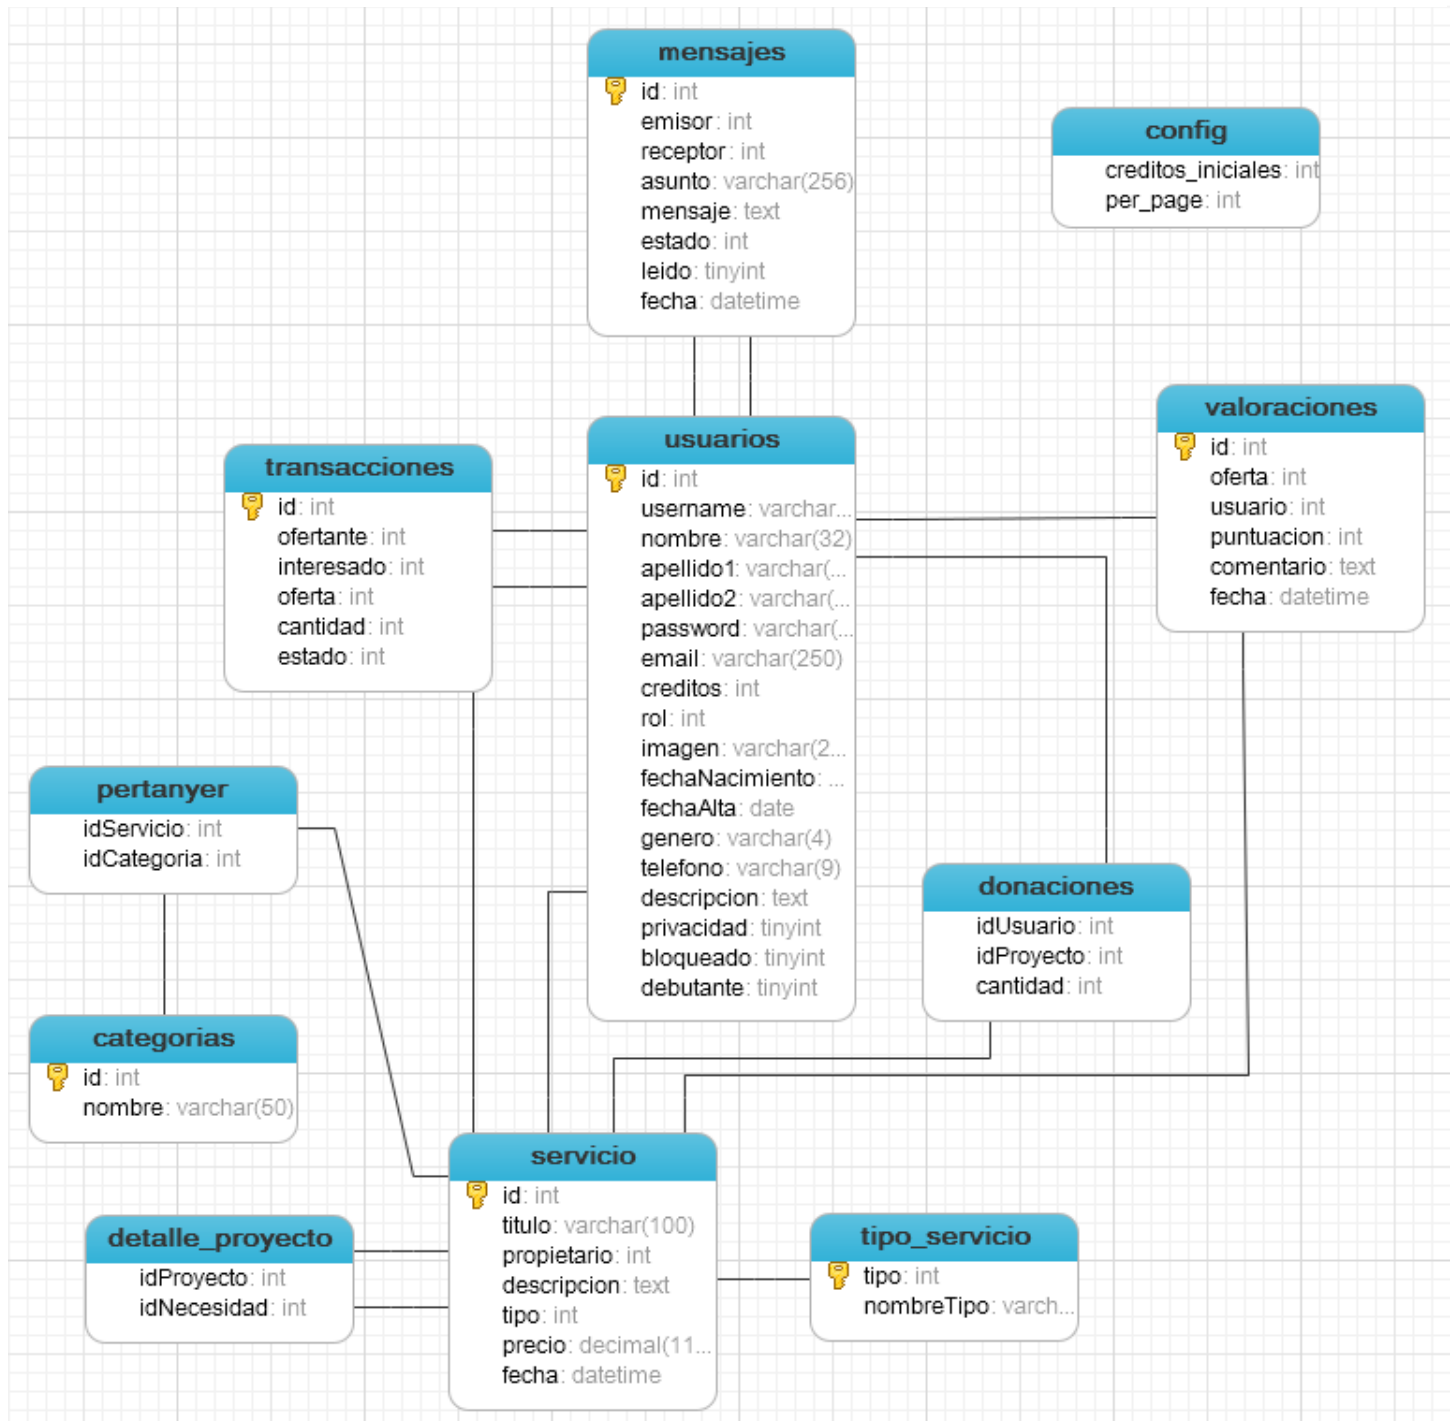 mensajes
id: int
emisor: int
receptor: int
asunto: varchar(256)
mensaje: text
estado: int
leido: tinyint
fecha: datetime
config
creditos_iniciales: int
per_page: int
valoraciones
id: int
oferta: int
usuario: int
puntuacion: int
comentario: text
fecha: datetime
usuarios
id: int
username: varchar...
nombre: varchar(32)
apellido1: varchar(...
apellido2: varchar(...
password: varchar(...
email: varchar(250)
creditos: int
rol: int
imagen: varchar(2...
fechaNacimiento: ...
fechaAlta: date
genero: varchar(4)
telefono: varchar(9)
descripcion: text
privacidad: tinyint
bloqueado: tinyint
debutante: tinyint
transacciones
id: int
ofertante: int
interesado: int
oferta: int
cantidad: int
estado: int
pertanyer
idServicio: int
idCategoria: int
donaciones
idUsuario: int
idProyecto: int
cantidad: int
categorias
id: int
nombre: varchar(50)
servicio
id: int
titulo: varchar(100)
propietario: int
descripcion: text
tipo: int
precio: decimal(11...
fecha: datetime
detalle_proyecto
idProyecto: int
idNecesidad: int
tipo_servicio
tipo: int
nombreTipo: varch...